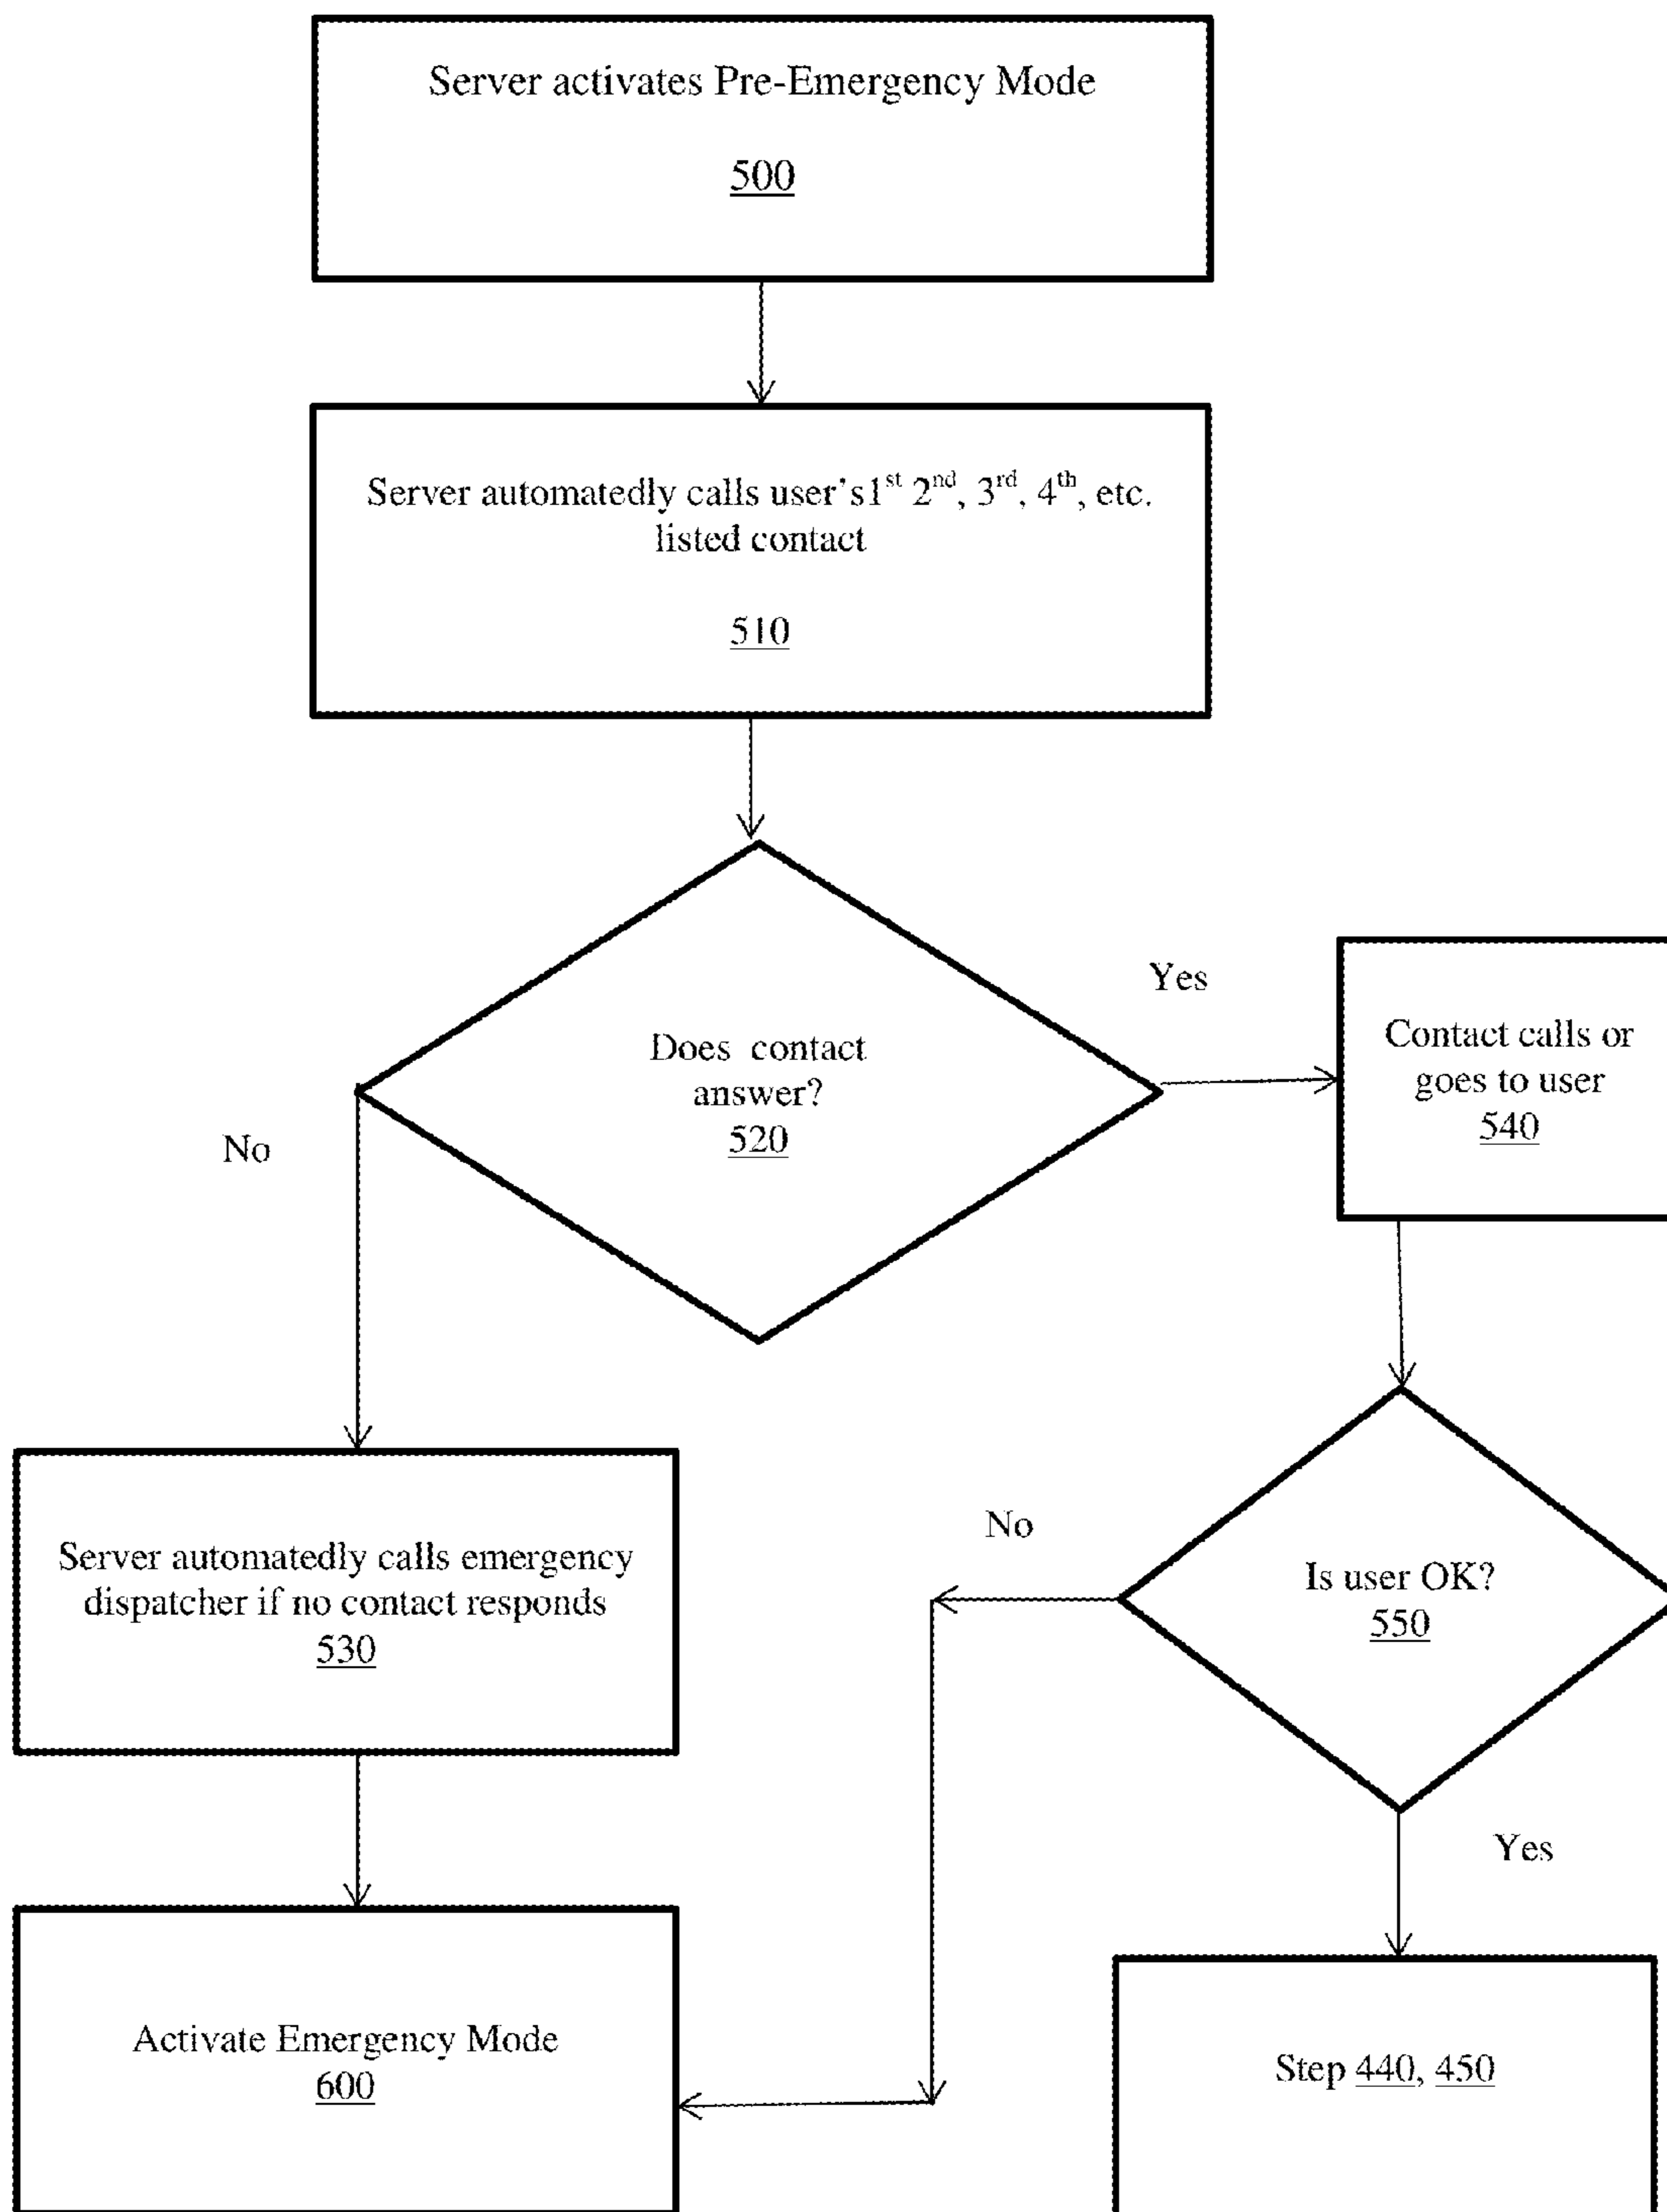 Server activates Pre-Emergency Mode
500
Server automatedly calls user's1st 2nd, 3rd, 4th, etc.
listed contact
510
Does contact
answer?
520
Yes
No
Contact calls or
goes to user
540
Server automatedly calls emergency
dispatcher if no contact responds
530
No
Is user OK?
550
Yes
Activate Emergency Mode
600
Step 440, 450